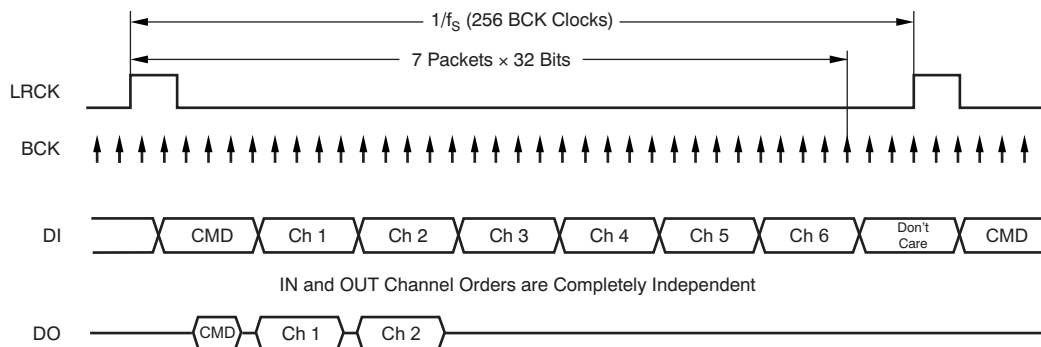 1/fS (256 BCK Clocks)
7 Packets × 32 Bits
LRCK
BCK
DI CMD Ch 1 Ch 2 Ch 3 Ch 4 Ch 5 Ch 6 Don't Care CMD
IN and OUT Channel Orders are Completely Independent
DO CMD Ch 1 Ch 2